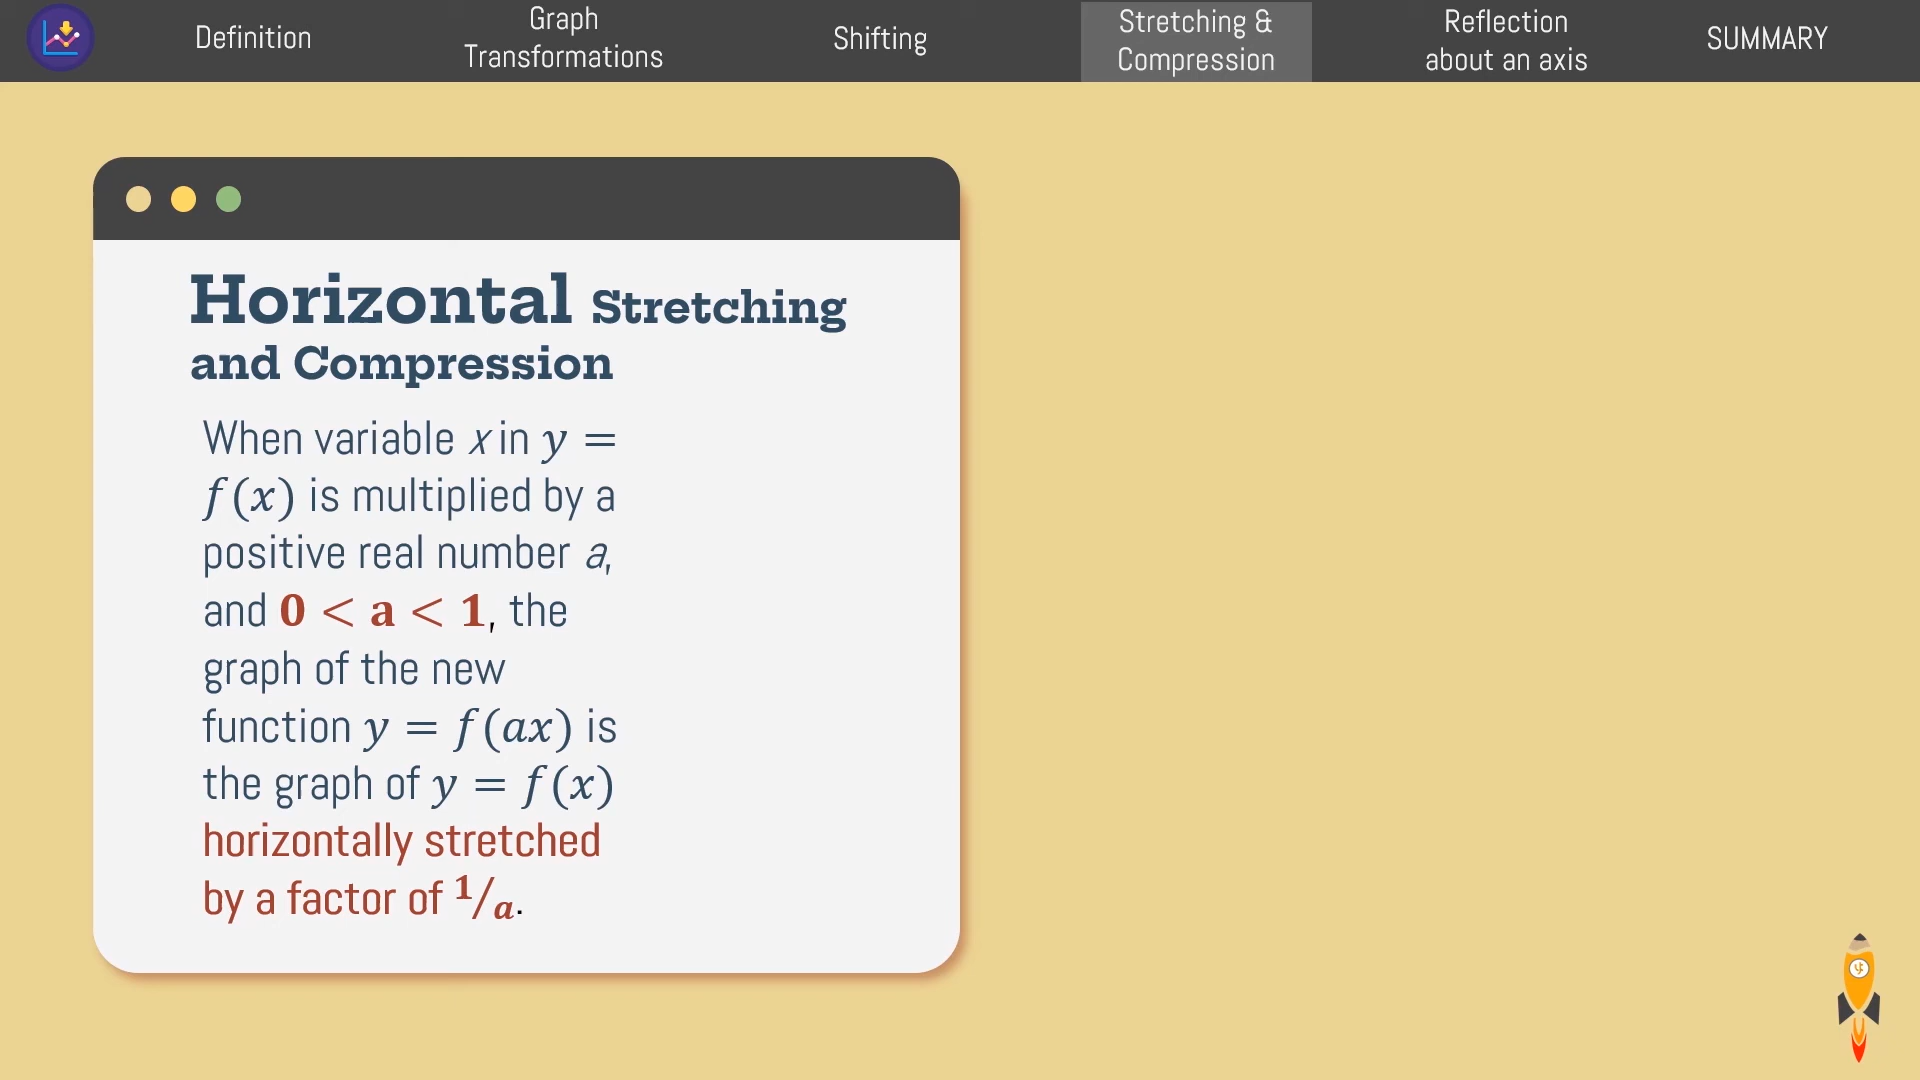 Definition
Graph
Transformations
Shifting
Stretching &
Compression
Reflection
about an axis
SUMMARY
Horizontal Stretching
and Compression
When variable x in y =
f(x) is multiplied by a
positive real number a,
and 0 < a < 1, the
graph of the new
function y = f(ax) is
the graph of y = f(x)
horizontally stretched
by a factor of 1/a.